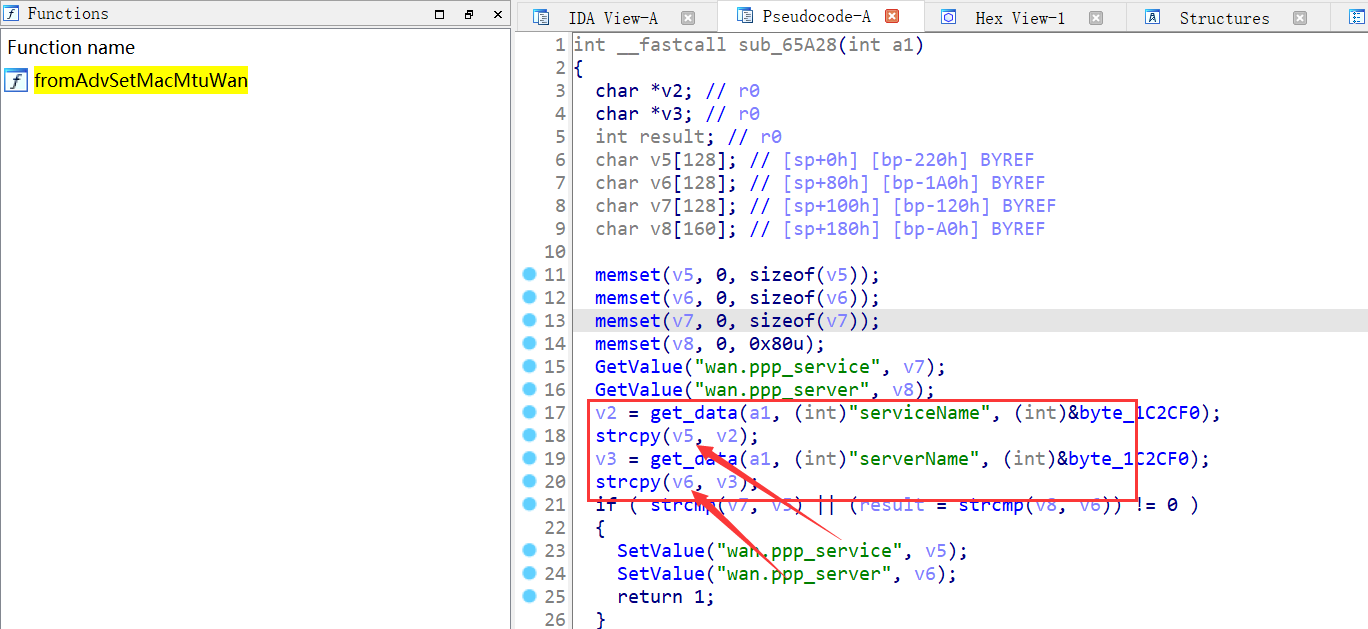 Functions
Function name
fromAdvSetMacMtuWan
IDA View-A
Pseudocode-A
Hex View-1
Structures
1 int __fastcall sub_65A28(int a1)
2 {
3 char *v2; // r0
4 char *v3; // r0
5 int result; // r0
6 char v5[128]; // [sp+0h] [bp-220h] BYREF
7 char v6[128]; // [sp+80h] [bp-1A0h] BYREF
8 char v7[128]; // [sp+100h] [bp-120h] BYREF
9 char v8[160]; // [sp+180h] [bp-A0h] BYREF
10
11 memset(v5, 0, sizeof(v5));
12 memset(v6, 0, sizeof(v6));
13 memset(v7, 0, sizeof(v7));
14 memset(v8, 0, 0x80u);
15 GetValue("wan.ppp_service", v7);
16 GetValue("wan.ppp_server", v8);
17 v2 = get_data(a1, (int)"serviceName", (int)&byte_1C2CF0);
18 strcpy(v5, v2);
19 v3 = get_data(a1, (int)"serverName", (int)&byte_1C2CF0);
20 strcpy(v6, v3);
21 if ( strcmp(v7, v5) || (result = strcmp(v8, v6)) != 0 )
22 {
23 SetValue("wan.ppp_service", v5);
24 SetValue("wan.ppp_server", v6);
25 return 1;
26 }